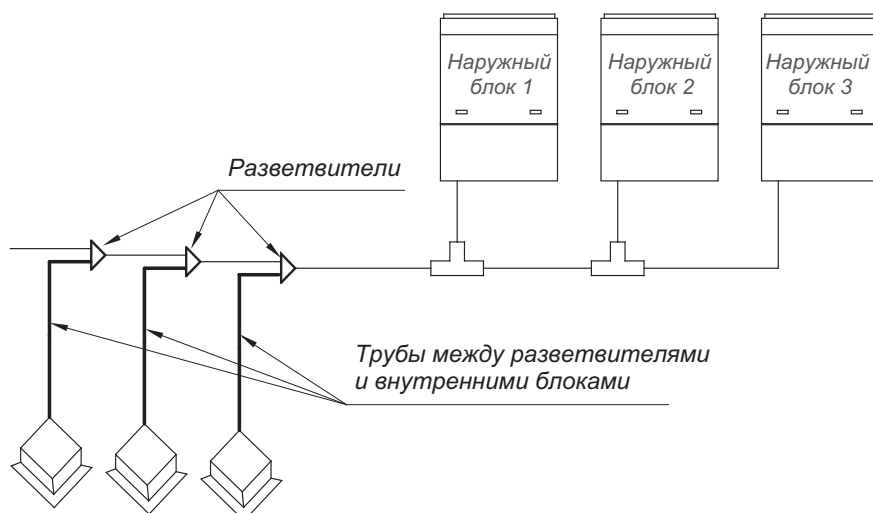 Наружный
блок 1
Наружный
блок 2
Наружный
блок 3
Разветвители
Трубы между разветвителями
и внутренними блоками